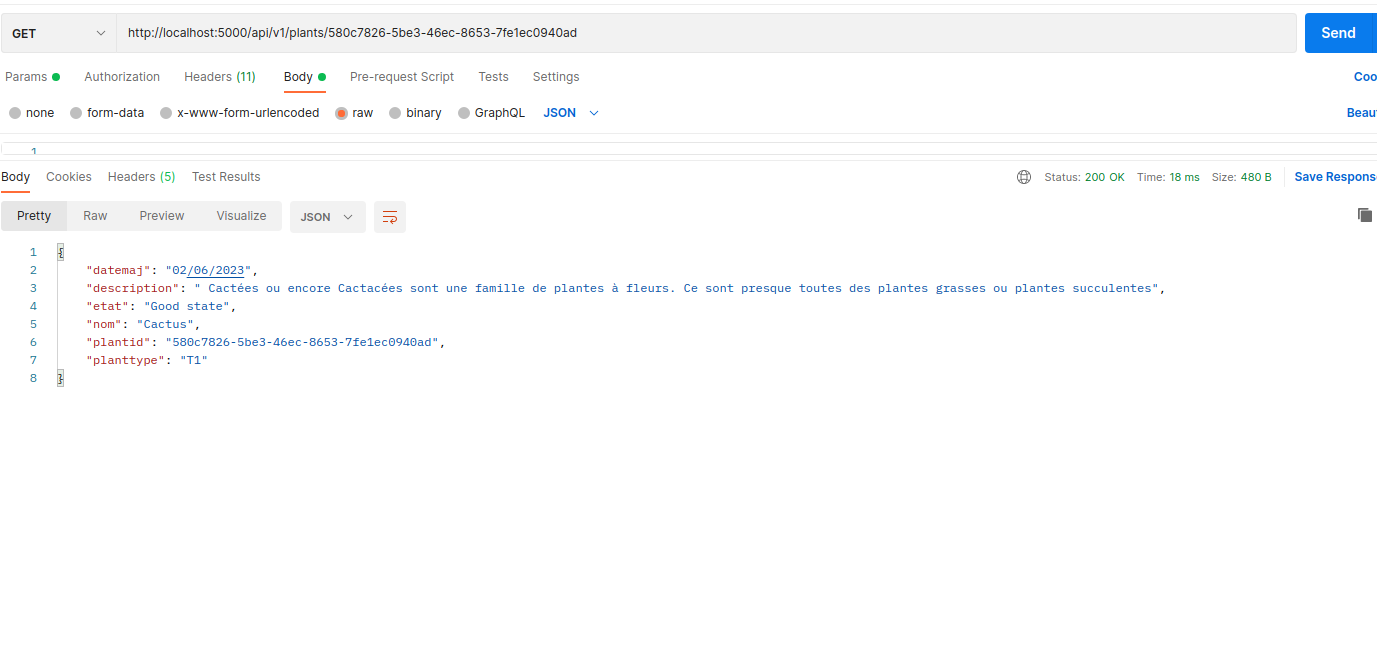 GET http://localhost:5000/api/v1/plants/580c7826-5be3-46ec-8653-7fe1ec0940ad Send
Params Authorization Headers (11) Body Pre-request Script Tests Settings Coo
none form-data x-www-form-urlencoded raw binary GraphQL JSON Beaut
1
Body Cookies Headers (5) Test Results Status: 200 OK Time: 18 ms Size: 480 B Save Respons
Pretty Raw Preview Visualize JSON
1 {
2 "datemaj": "02/06/2023",
3 "description": " Cactées ou encore Cactacées sont une famille de plantes à fleurs. Ce sont presque toutes des plantes grasses ou plantes succulentes",
4 "etat": "Good state",
5 "nom": "Cactus",
6 "plantid": "580c7826-5be3-46ec-8653-7fe1ec0940ad",
7 "planttype": "T1"
8 }